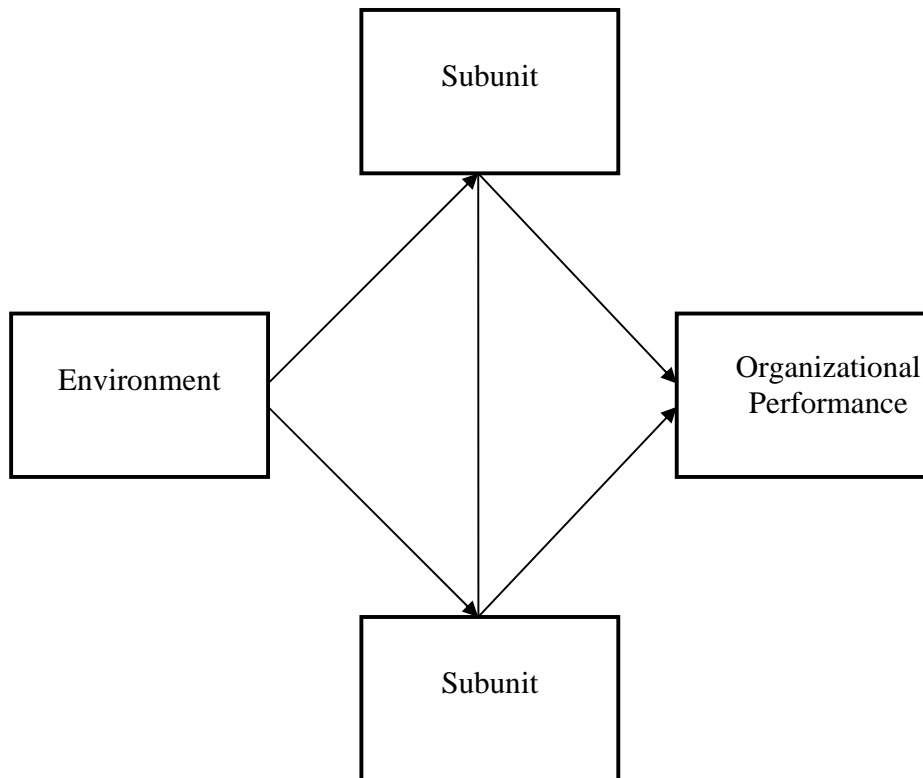 Subunit
Environment
Organizational
Performance
Subunit